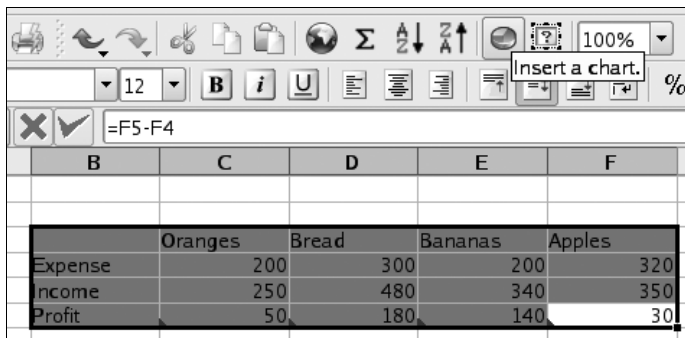 Σ A Z Z A ? 100%
Insert a chart.
12 B i U %
=F5-F4
B C D E F
Oranges Bread Bananas Apples
Expense 200 300 200 320
Income 250 480 340 350
Profit 50 180 140 30